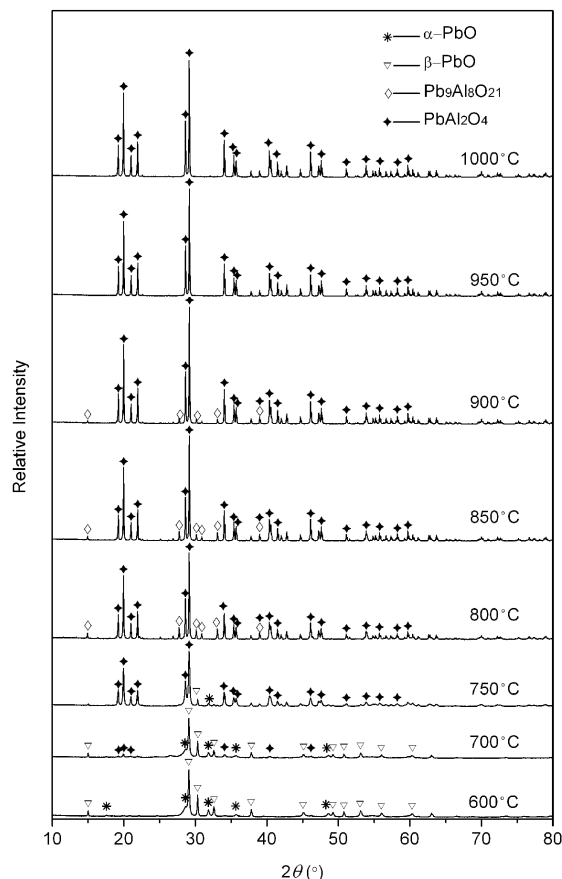 α–PbO
β–PbO
Pb9Al8O21
PbAl2O4
1000°C
950°C
900°C
850°C
800°C
750°C
700°C
600°C
Relative Intensity
10 20 30 40 50 60 70 80
2θ (°)